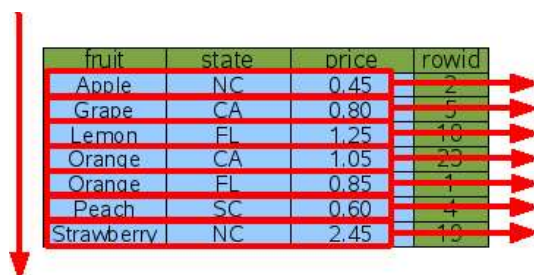 fruit state price rowid
Apple NC 0.45 2
Grape CA 0.80 5
Lemon FL 1.25 18
Orange CA 1.05 23
Orange FL 0.85 1
Peach SC 0.60 4
Strawberry NC 2.45 19